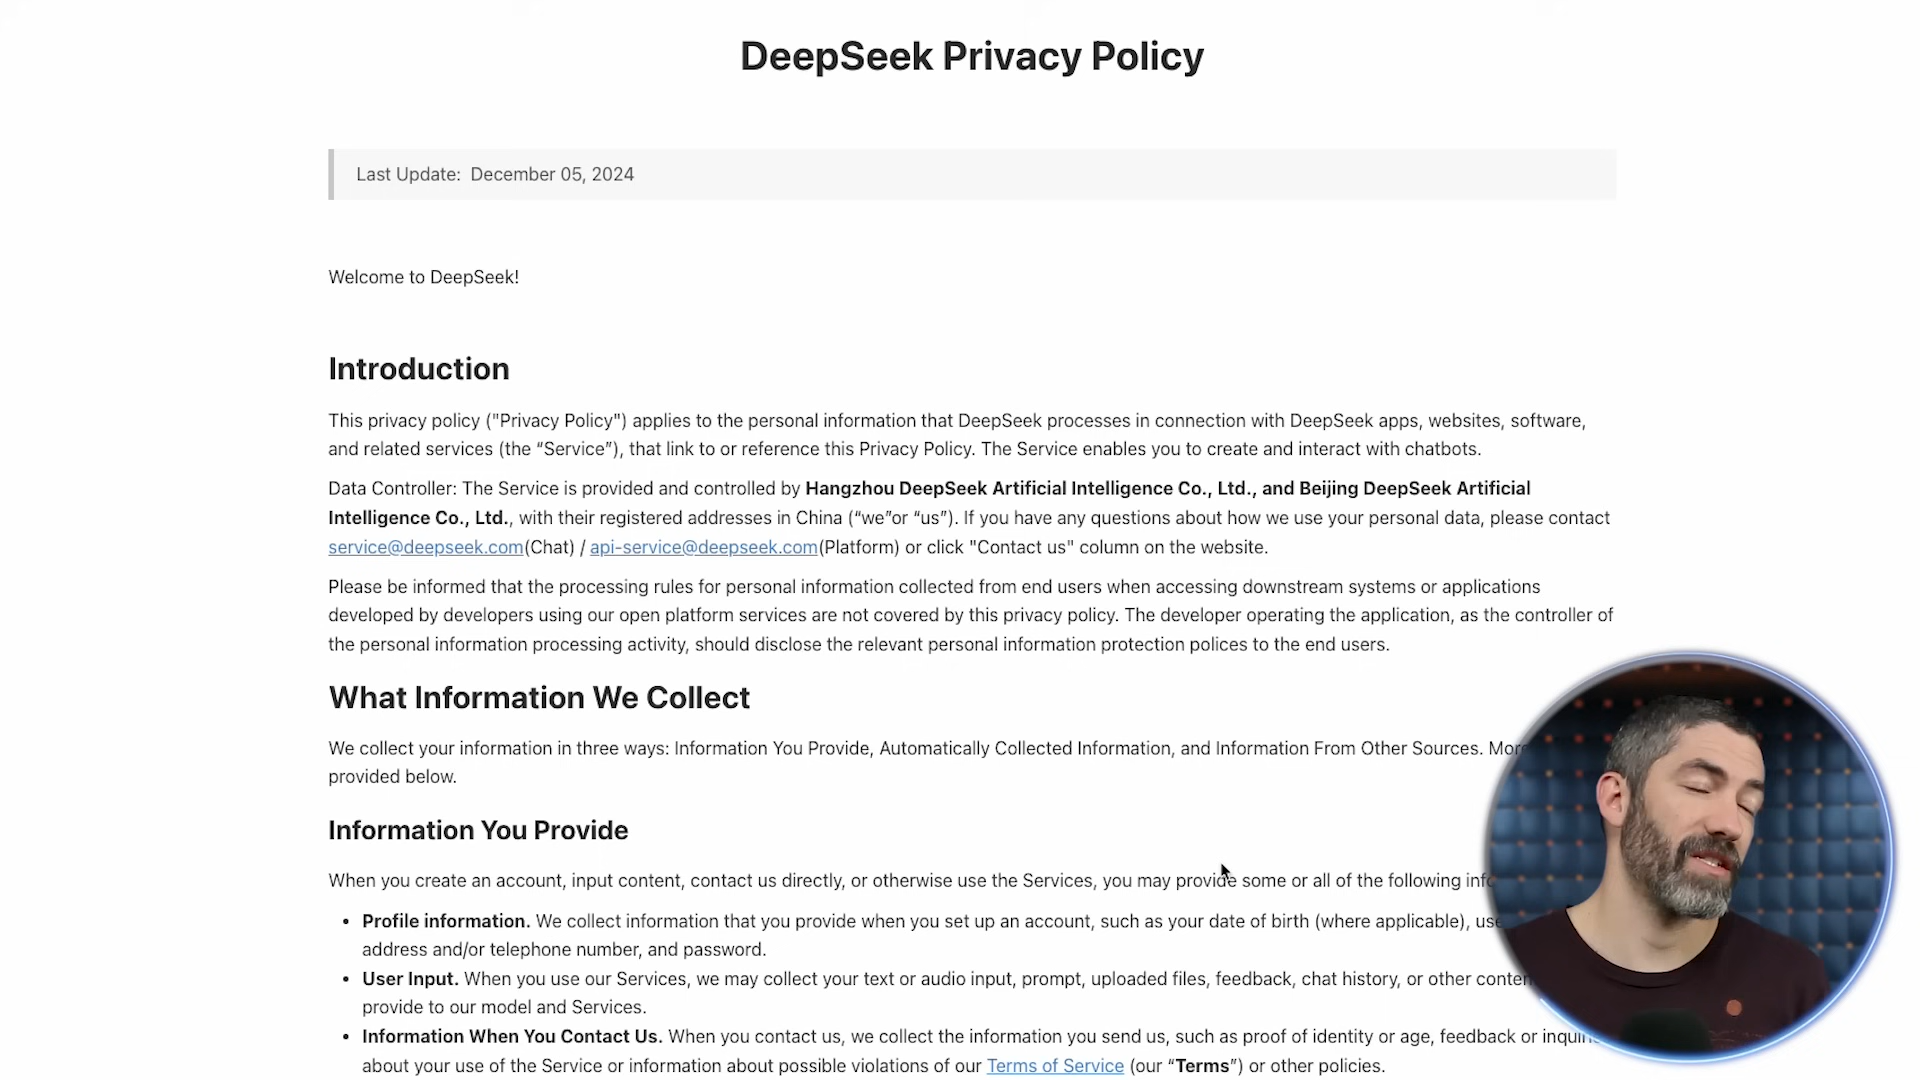 DeepSeek Privacy Policy
Last Update: December 05, 2024
Welcome to DeepSeek!
Introduction
This privacy policy ("Privacy Policy") applies to the personal information that DeepSeek processes in connection with DeepSeek apps, websites, software,
and related services (the “Service”), that link to or reference this Privacy Policy. The Service enables you to create and interact with chatbots.
Data Controller: The Service is provided and controlled by Hangzhou DeepSeek Artificial Intelligence Co., Ltd., and Beijing DeepSeek Artificial
Intelligence Co., Ltd., with their registered addresses in China (“we”or “us”). If you have any questions about how we use your personal data, please contact
service@deepseek.com(Chat) / api-service@deepseek.com(Platform) or click "Contact us" column on the website.
Please be informed that the processing rules for personal information collected from end users when accessing downstream systems or applications
developed by developers using our open platform services are not covered by this privacy policy. The developer operating the application, as the controller of
the personal information processing activity, should disclose the relevant personal information protection polices to the end users.
What Information We Collect
We collect your information in three ways: Information You Provide, Automatically Collected Information, and Information From Other Sources.
provided below.
Information You Provide
When you create an account, input content, contact us directly, or otherwise use the Services, you may provide some or all of the following
• Profile information. We collect information that you provide when you set up an account, such as your date of birth (where applicable),
address and/or telephone number, and password.
• User Input. When you use our Services, we may collect your text or audio input, prompt, uploaded files, feedback, chat history, or other
provide to our model and Services.
• Information When You Contact Us. When you contact us, we collect the information you send us, such as proof of identity or age, feedback or
about your use of the Service or information about possible violations of our Terms of Service (our “Terms”) or other policies.